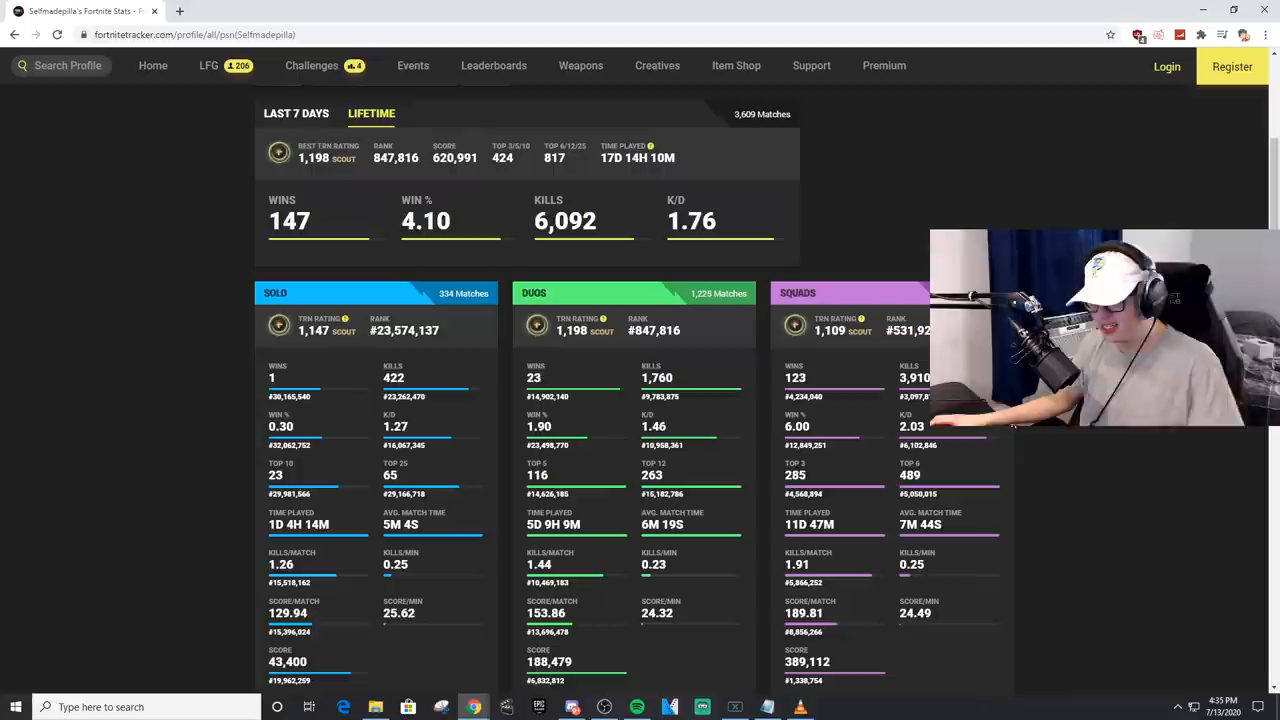 Selfmadepilla's Fortnite Stats - F
fortnitetracker.com/profile/all/psn(Selfmadepilla)
Search Profile Home LFG 206 Challenges 4 Events Leaderboards Weapons Creatives Item Shop Support Premium Login Register
LAST 7 DAYS LIFETIME 3,609 Matches
BEST TRN RATING RANK SCORE TOP 3/5/10 TOP 6/12/25 TIME PLAYED
1,198 SCOUT 847,816 620,991 424 817 17D 14H 10M
WINS WIN % KILLS K/D
147 4.10 6,092 1.76
SOLO 334 Matches DUOS 1,225 Matches SQUADS
TRN RATING RANK TRN RATING RANK TRN RATING RANK
1,147 SCOUT #23,574,137 1,198 SCOUT #847,816 1,109 SCOUT #531,92
WINS KILLS WINS KILLS WINS KILLS
1 422 23 1,760 123 3,910
#30,165,540 #23,262,470 #14,902,140 #9,783,875 #4,234,040 #3,097,8
WIN % K/D WIN % K/D WIN % K/D
0.30 1.27 1.90 1.46 6.00 2.03
#32,062,752 #16,067,345 #23,498,770 #10,958,361 #12,849,251 #6,102,846
TOP 10 TOP 25 TOP 5 TOP 12 TOP 3 TOP 6
23 65 116 263 285 489
#29,981,566 #29,166,718 #14,626,185 #15,182,786 #4,568,894 #5,050,015
TIME PLAYED AVG. MATCH TIME TIME PLAYED AVG. MATCH TIME TIME PLAYED AVG. MATCH TIME
1D 4H 14M 5M 4S 5D 9H 9M 6M 19S 11D 47M 7M 44S
KILLS/MATCH KILLS/MIN KILLS/MATCH KILLS/MIN KILLS/MATCH KILLS/MIN
1.26 0.25 1.44 0.23 1.91 0.25
#15,518,162 #10,469,183 #5,866,252
SCORE/MATCH SCORE/MIN SCORE/MATCH SCORE/MIN SCORE/MATCH SCORE/MIN
129.94 25.62 153.86 24.32 189.81 24.49
#15,396,024 #13,696,478 #8,856,266
SCORE SCORE SCORE
43,400 188,479 389,112
#19,962,259 #6,832,812 #1,338,754
Type here to search
4:35 PM
7/13/2020